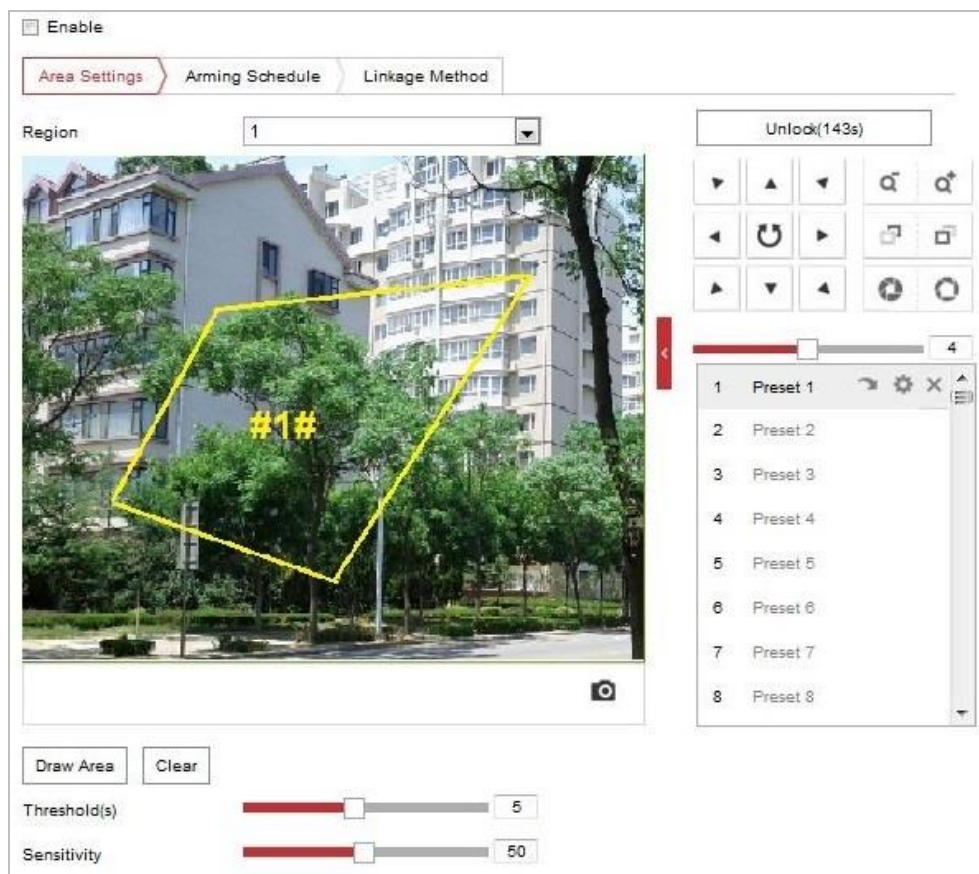 Enable
Area Settings Arming Schedule Linkage Method
Region 1 Unlock(143s)
#1#
4
1 Preset 1
2 Preset 2
3 Preset 3
4 Preset 4
5 Preset 5
6 Preset 6
7 Preset 7
8 Preset 8
Draw Area Clear
Threshold(s) 5
Sensitivity 50